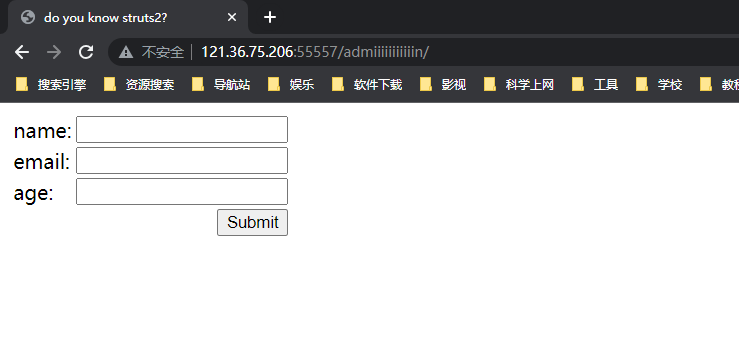 do you know struts2?
不安全 121.36.75.206:55557/admiiiiiiiiiiin/
搜索引擎 资源搜索 导航站 娱乐 软件下载 影视 科学上网 工具 学校 教程
name:
email:
age:
Submit